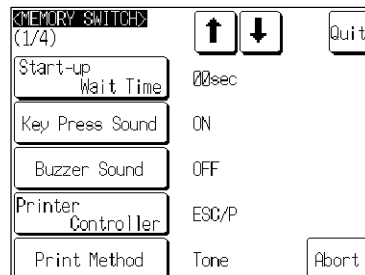 <MEMORY SWITCH>
(1/4)
Quit
Start-up
Wait Time
00sec
Key Press Sound
ON
Buzzer Sound
OFF
Printer
Controller
ESC/P
Print Method
Tone
Abort